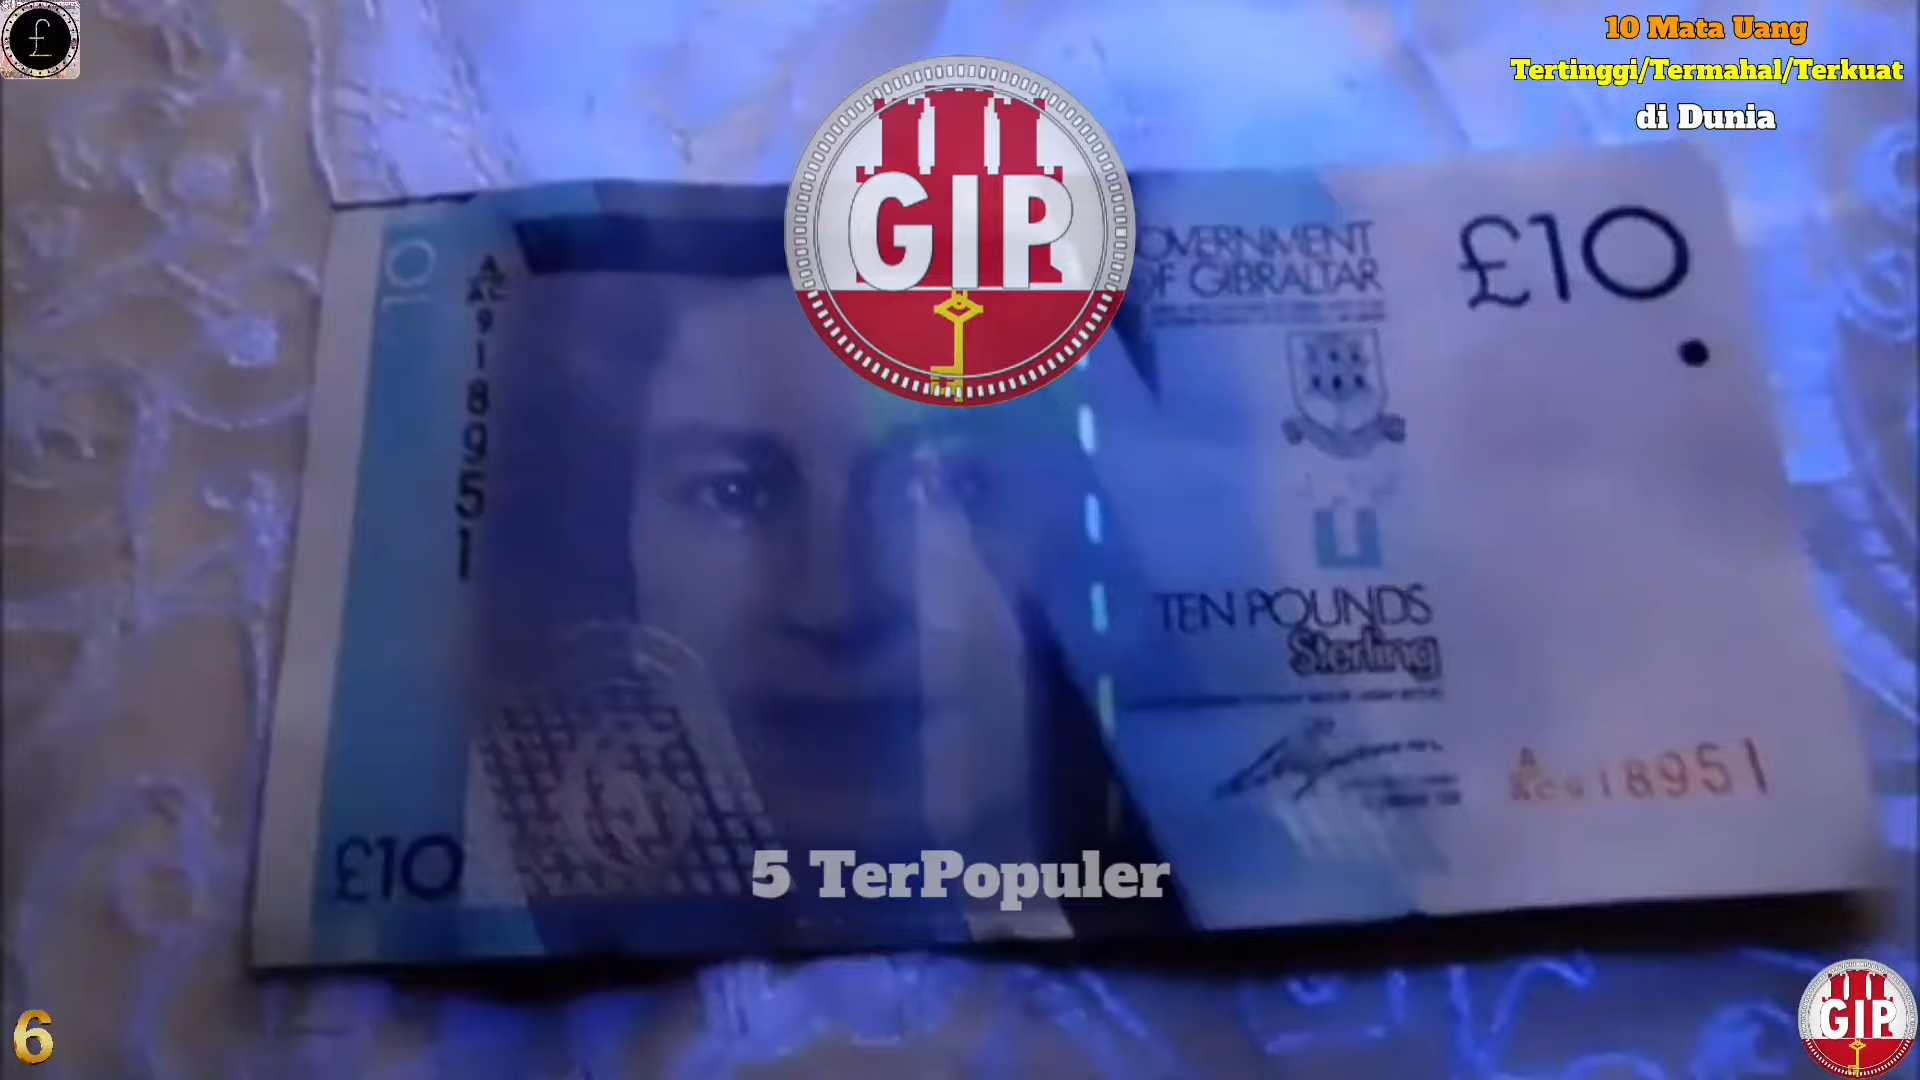 £
10 Mata Uang
Tertinggi/Termahal/Terkuat
di Dunia
GIP
10
A
AC
918951
OVERNMENT
OF GIBRALTAR
£10
TEN POUNDS
Sterling
A
AC918951
£10
5 TerPopuler
6
GIP